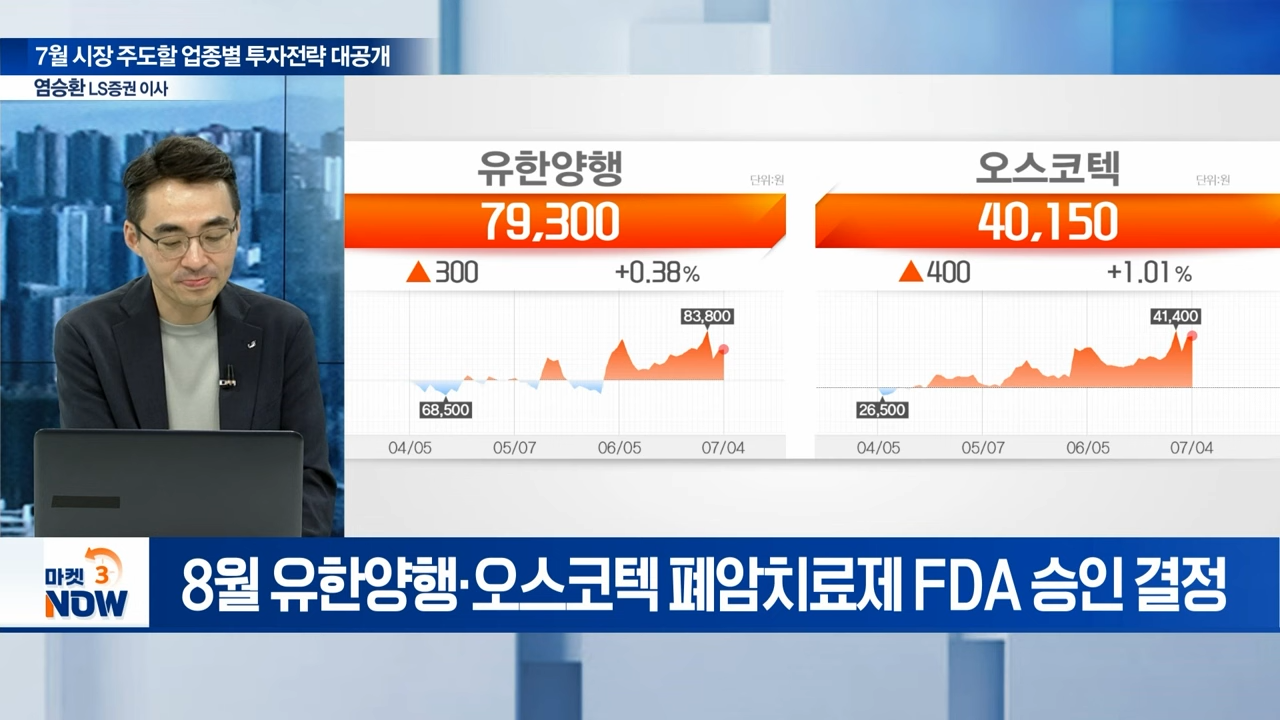 7월 시장 주도할 업종별 투자전략 대공개
염승환 LS증권 이사
유한양행
단위:원
79,300
▲300 +0.38%
83,800
68,500
04/05 05/07 06/05 07/04
오스코텍
단위:원
40,150
▲400 +1.01%
41,400
26,500
04/05 05/07 06/05 07/04
마켓 3
NOW
8월 유한양행·오스코텍 폐암치료제 FDA 승인 결정